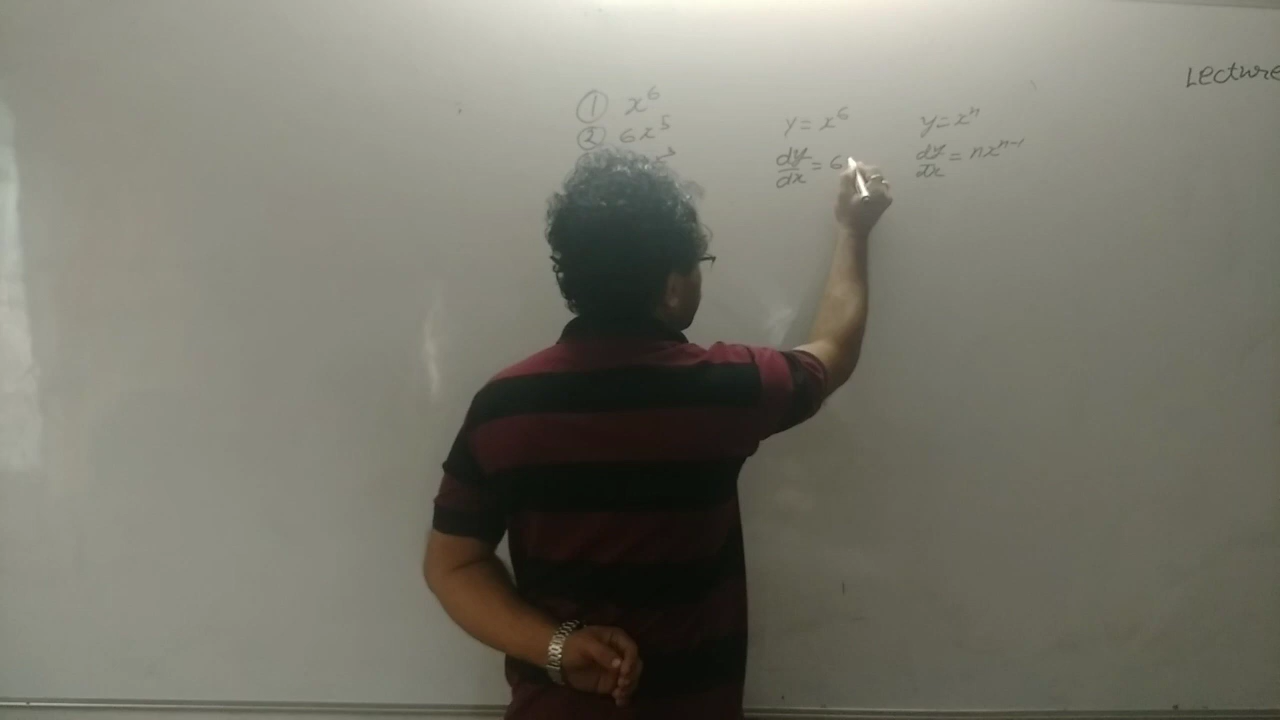 Lecture
① x⁶
② 6x⁵
y = x⁶
dy/dx = 6
y = xⁿ
dy/dx = nxⁿ⁻¹